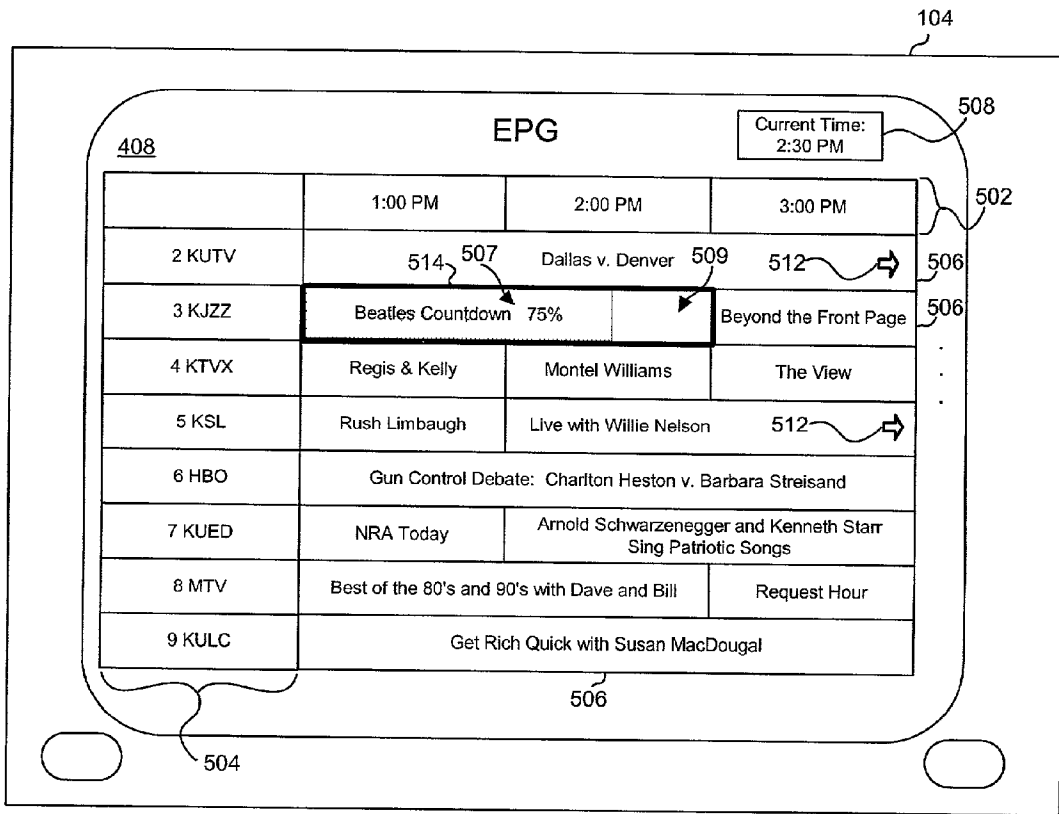 104
EPG
Current Time:
2:30 PM
508
408
1:00 PM 2:00 PM 3:00 PM
502
2 KUTV Dallas v. Denver 512
514 507 509 506
3 KJZZ Beatles Countdown 75% Beyond the Front Page
506
4 KTVX Regis & Kelly Montel Williams The View
5 KSL Rush Limbaugh Live with Willie Nelson 512
6 HBO Gun Control Debate: Charlton Heston v. Barbara Streisand
7 KUED NRA Today Arnold Schwarzenegger and Kenneth Starr
Sing Patriotic Songs
8 MTV Best of the 80's and 90's with Dave and Bill Request Hour
9 KULC Get Rich Quick with Susan MacDougal
506
504